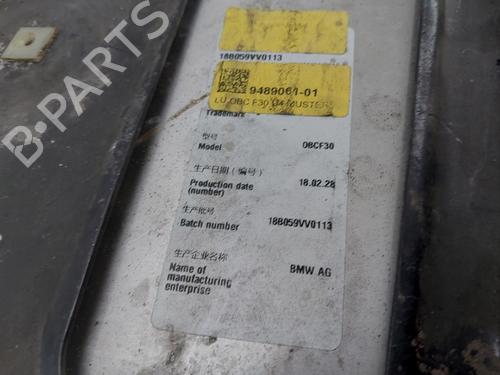 188059VV0113
9489061-01
LU OBC F30 U4 MUSTER
Trademark
型号
Model OBCF30
生产日期（编号）
Production date 18.02.28
(number)
生产批号
Batch number 188059VV0113
生产企业名称
Name of BMW AG
manufacturing
enterprise
B-PARTS